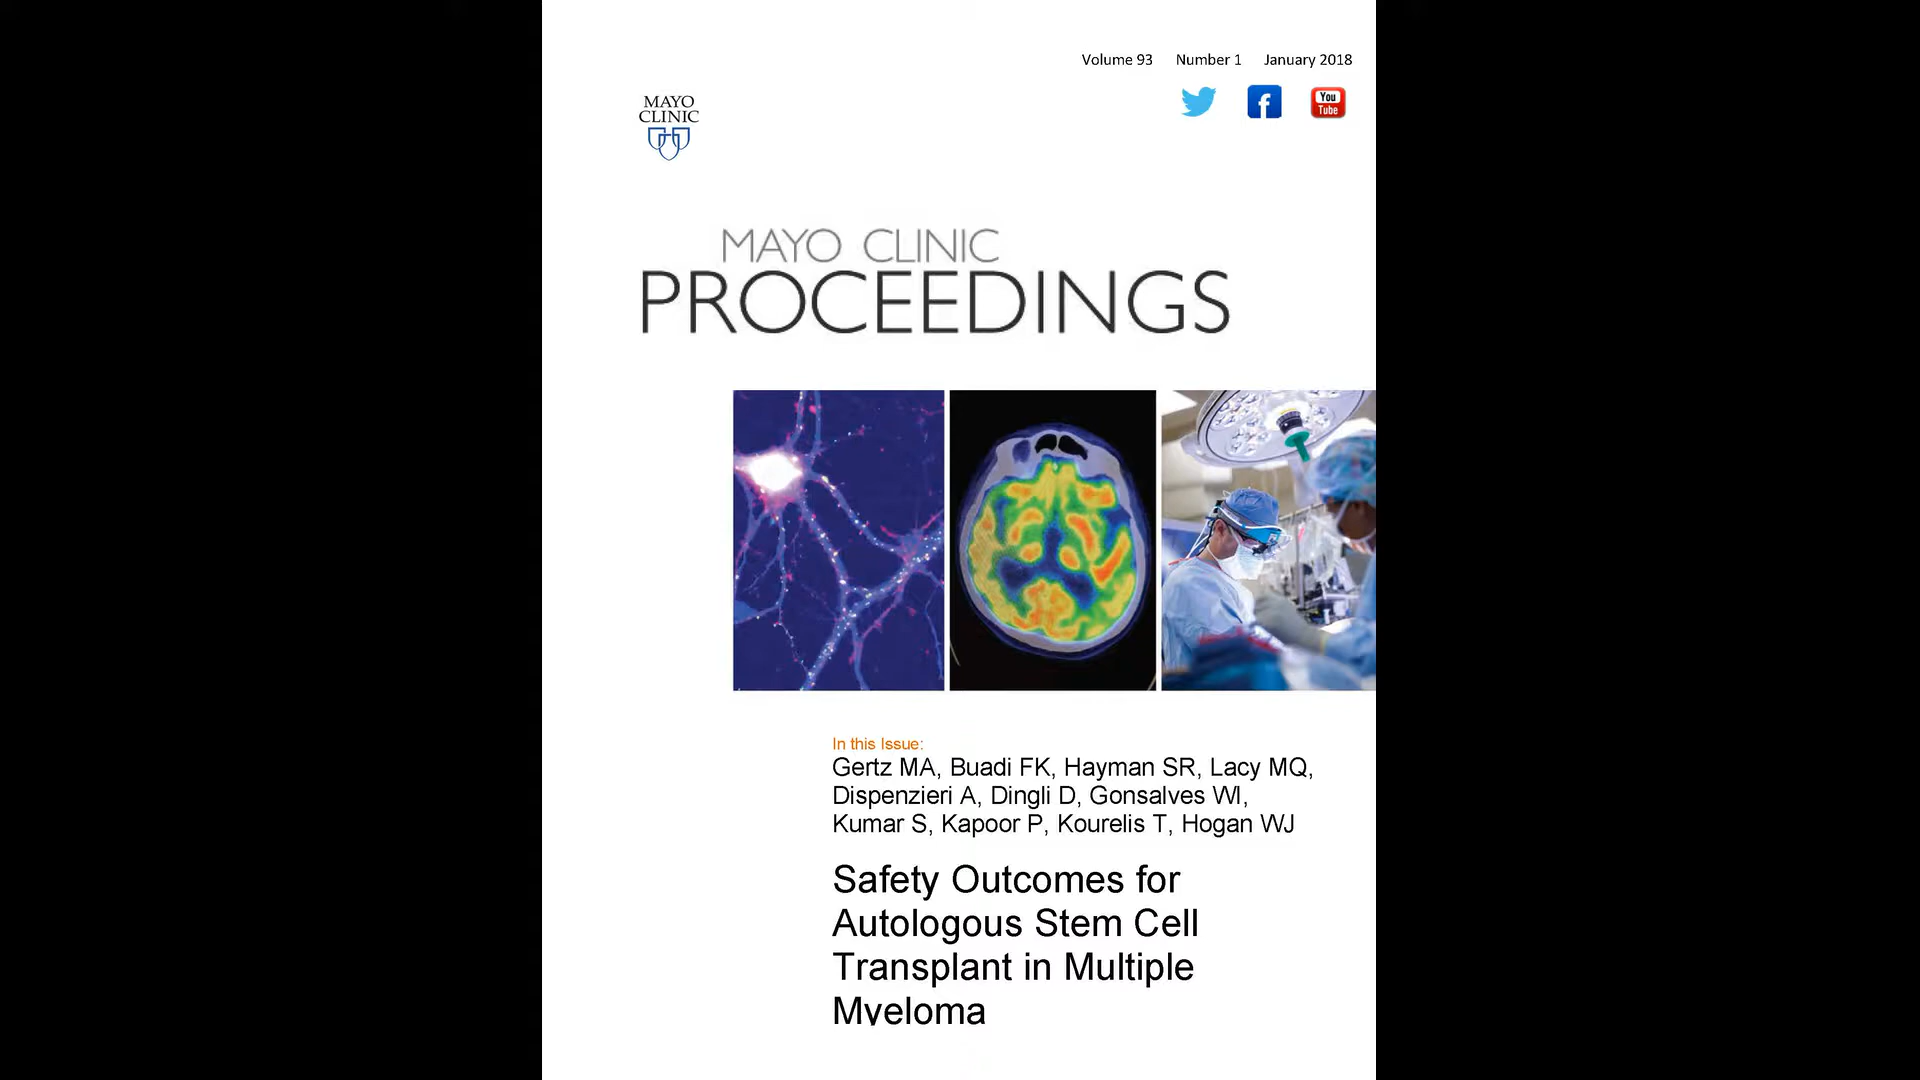 Volume 93 Number 1 January 2018
You
Tube
MAYO
CLINIC
MAYO CLINIC
PROCEEDINGS
In this Issue:
Gertz MA, Buadi FK, Hayman SR, Lacy MQ,
Dispenzieri A, Dingli D, Gonsalves WI,
Kumar S, Kapoor P, Kourelis T, Hogan WJ
Safety Outcomes for
Autologous Stem Cell
Transplant in Multiple
Myeloma